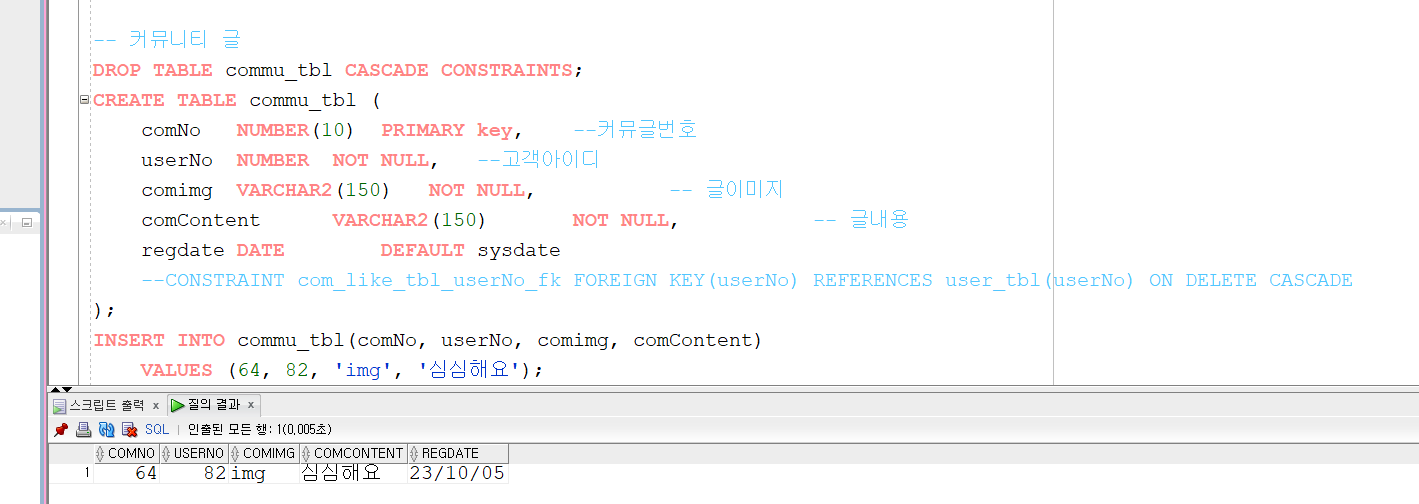 -- 커뮤니티 글
DROP TABLE commu_tbl CASCADE CONSTRAINTS;
CREATE TABLE commu_tbl (
comNo NUMBER(10) PRIMARY key, --커뮤글번호
userNo NUMBER NOT NULL, --고객아이디
comimg VARCHAR2(150) NOT NULL, -- 글이미지
comContent VARCHAR2(150) NOT NULL, -- 글내용
regdate DATE DEFAULT sysdate
--CONSTRAINT com_like_tbl_userNo_fk FOREIGN KEY(userNo) REFERENCES user_tbl(userNo) ON DELETE CASCADE
);
INSERT INTO commu_tbl(comNo, userNo, comimg, comContent)
VALUES (64, 82, 'img', '심심해요');
스크립트 출력 x 질의 결과 x
SQL | 인출된 모든 행: 1(0,005초)
COMNO USERNO COMIMG COMCONTENT REGDATE
1 64 82 img 심심해요 23/10/05